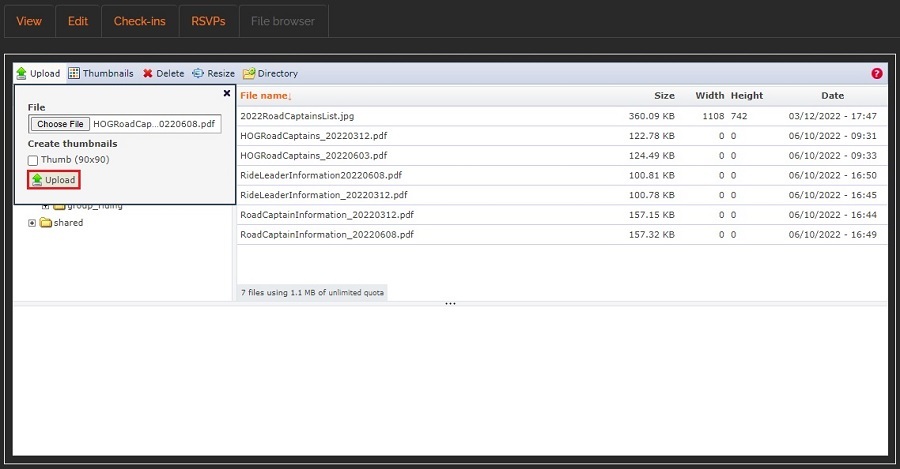 View Edit Check-ins RSVPs File browser
Upload Thumbnails Delete Resize Directory ?
File
Choose File HOGRoadCap...0220608.pdf
Create thumbnails
Thumb (90x90)
Upload
group_riding
shared
File name↓ Size Width Height Date
2022RoadCaptainsList.jpg 360.09 KB 1108 742 03/12/2022 - 17:47
HOGRoadCaptains_20220312.pdf 122.78 KB 0 0 06/10/2022 - 09:31
HOGRoadCaptains_20220603.pdf 124.49 KB 0 0 06/10/2022 - 09:33
RideLeaderInformation20220608.pdf 100.81 KB 0 0 06/10/2022 - 16:50
RideLeaderInformation_20220312.pdf 100.78 KB 0 0 06/10/2022 - 16:45
RoadCaptainInformation_20220312.pdf 157.15 KB 0 0 06/10/2022 - 16:44
RoadCaptainInformation_20220608.pdf 157.32 KB 0 0 06/10/2022 - 16:49
7 files using 1.1 MB of unlimited quota